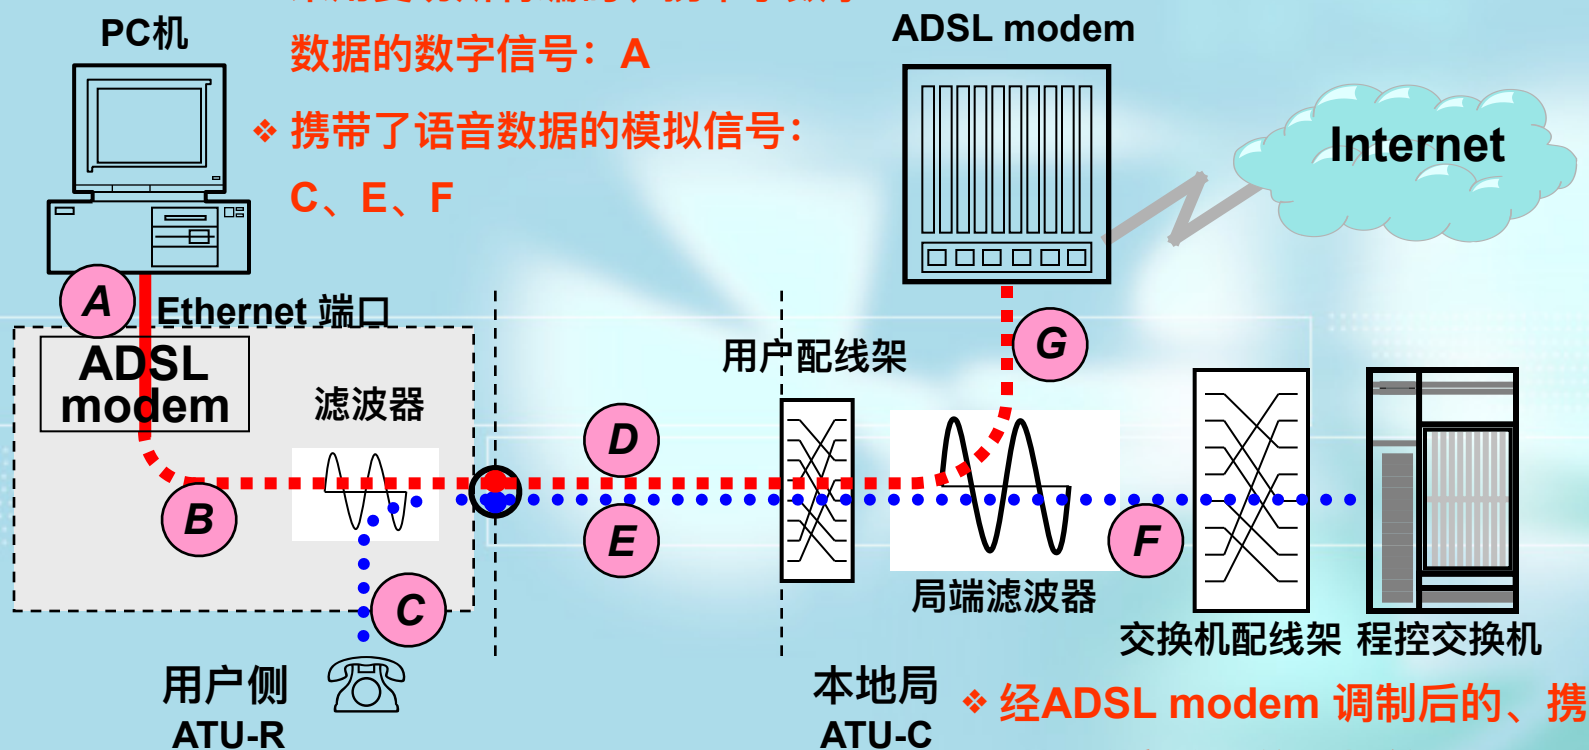 PC机
数据的数字信号：A
❖ 携带了语音数据的模拟信号：
C、E、F
ADSL modem
Internet
A
Ethernet 端口
ADSL
modem
滤波器
用户配线架
G
D
B
E
F
C
局端滤波器
交换机配线架
程控交换机
用户侧
ATU-R
本地局
ATU-C
❖ 经ADSL modem 调制后的、携